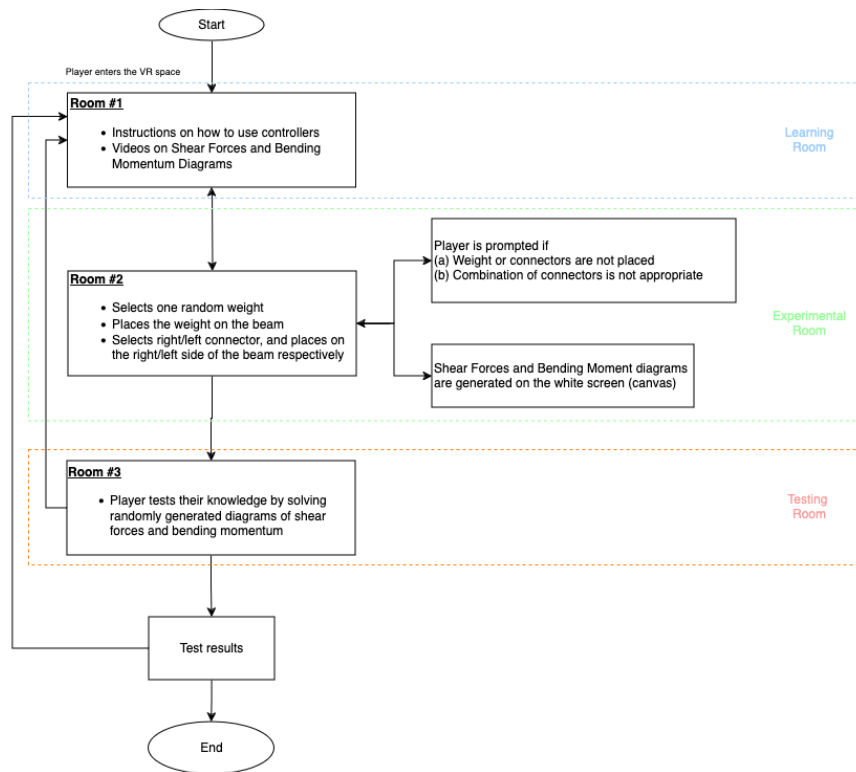 Start
Player enters the VR space
Room #1
• Instructions on how to use controllers
• Videos on Shear Forces and Bending
Momentum Diagrams
Learning
Room
Player is prompted if
(a) Weight or connectors are not placed
(b) Combination of connectors is not appropriate
Room #2
• Selects one random weight
• Places the weight on the beam
• Selects right/left connector, and places on
the right/left side of the beam respectively
Experimental
Room
Shear Forces and Bending Moment diagrams
are generated on the white screen (canvas)
Room #3
• Player tests their knowledge by solving
randomly generated diagrams of shear
forces and bending momentum
Testing
Room
Test results
End